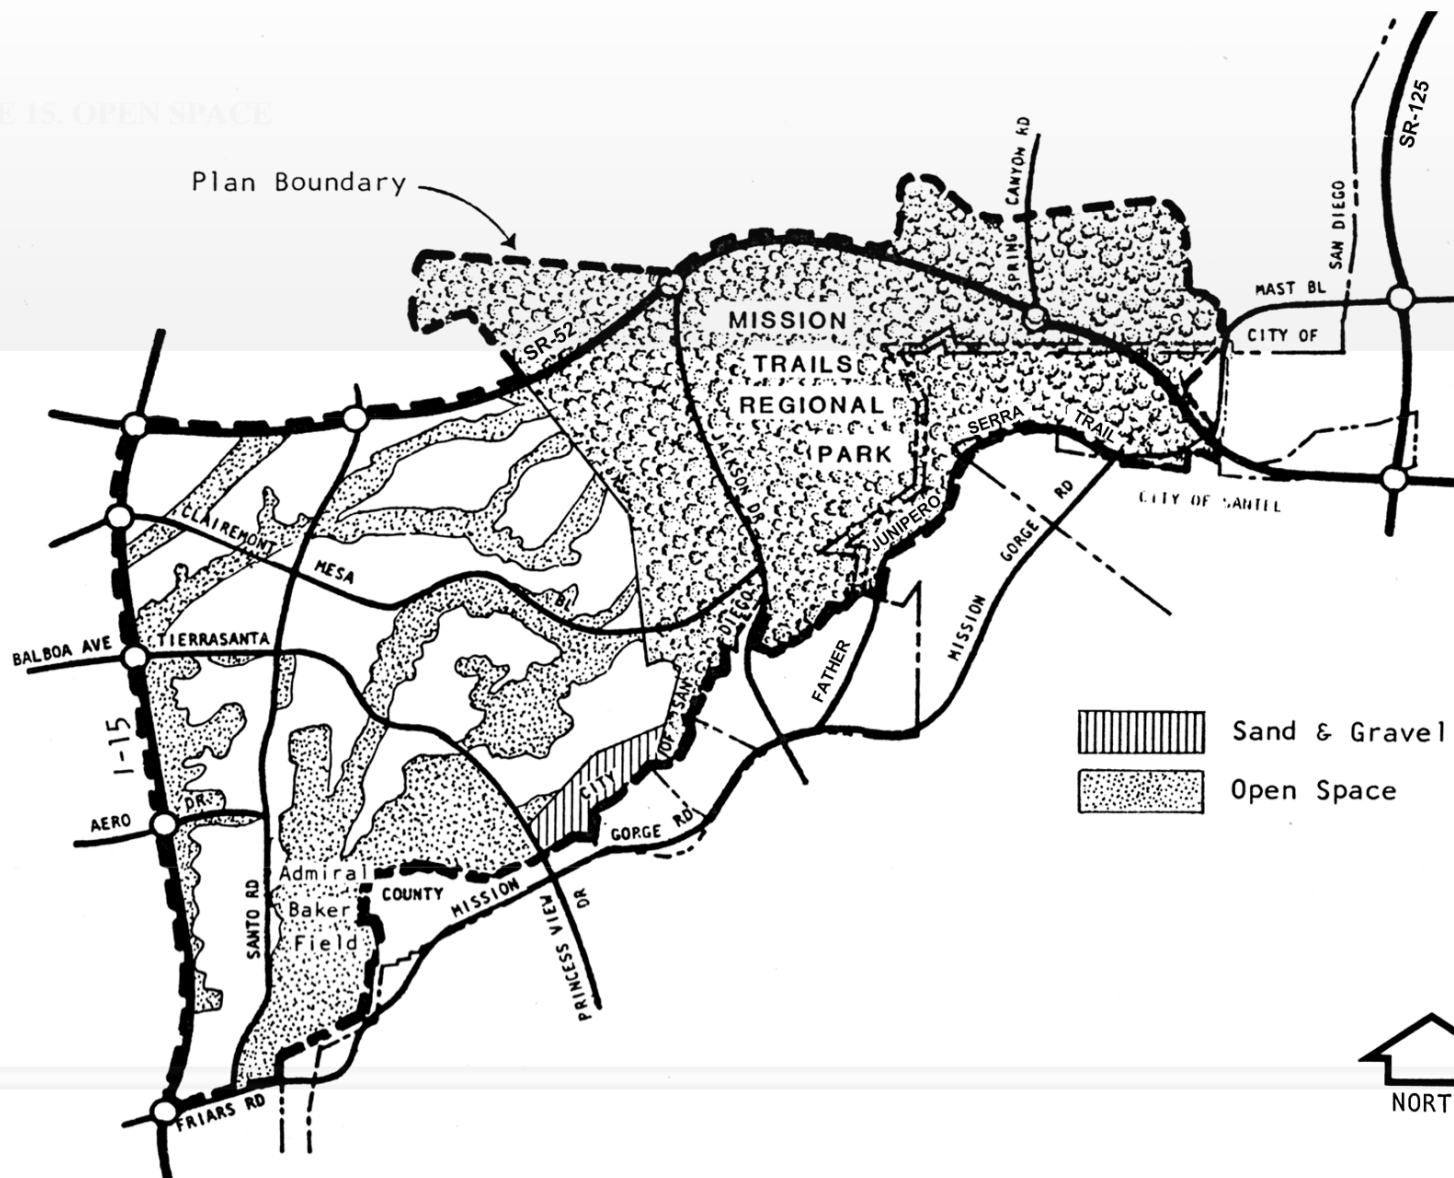 E 15. OPEN SPACE
Plan Boundary
SR-125
SPRING CANYON RD
SAN DIEGO
MAST BL
CITY OF
SR-52
MISSION
TRAILS
REGIONAL
PARK
SERRA
TRAIL
JACKSON DR
JUNIPERO
GORGE RD
MISSION
CITY OF SANTEE
CLAIREMONT
MESA
BL
BALBOA AVE
TIERRASANTA
DIEGO
SAN
OF
CITY
FATHER
I-15
Sand & Gravel
Open Space
AERO
DR
GORGE RD
MISSION
COUNTY
SANTO RD
Admiral
Baker
Field
PRINCESS VIEW
DR
FRIARS RD
NORT